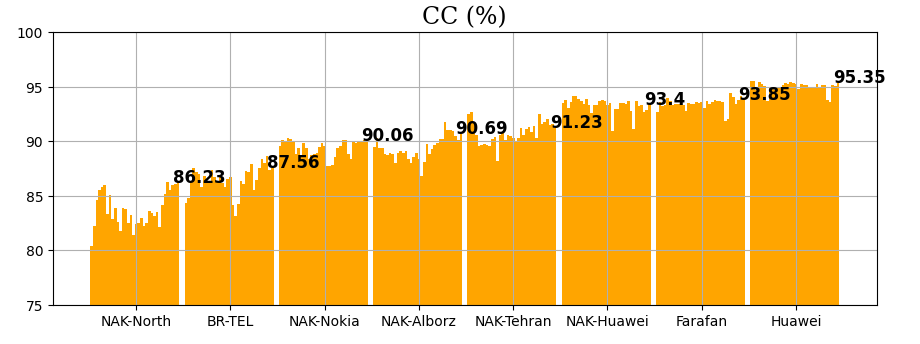 CC (%)
100
95
90
85
80
75
86.23
87.56
90.06
90.69
91.23
93.4
93.85
95.35
NAK-North
BR-TEL
NAK-Nokia
NAK-Alborz
NAK-Tehran
NAK-Huawei
Farafan
Huawei